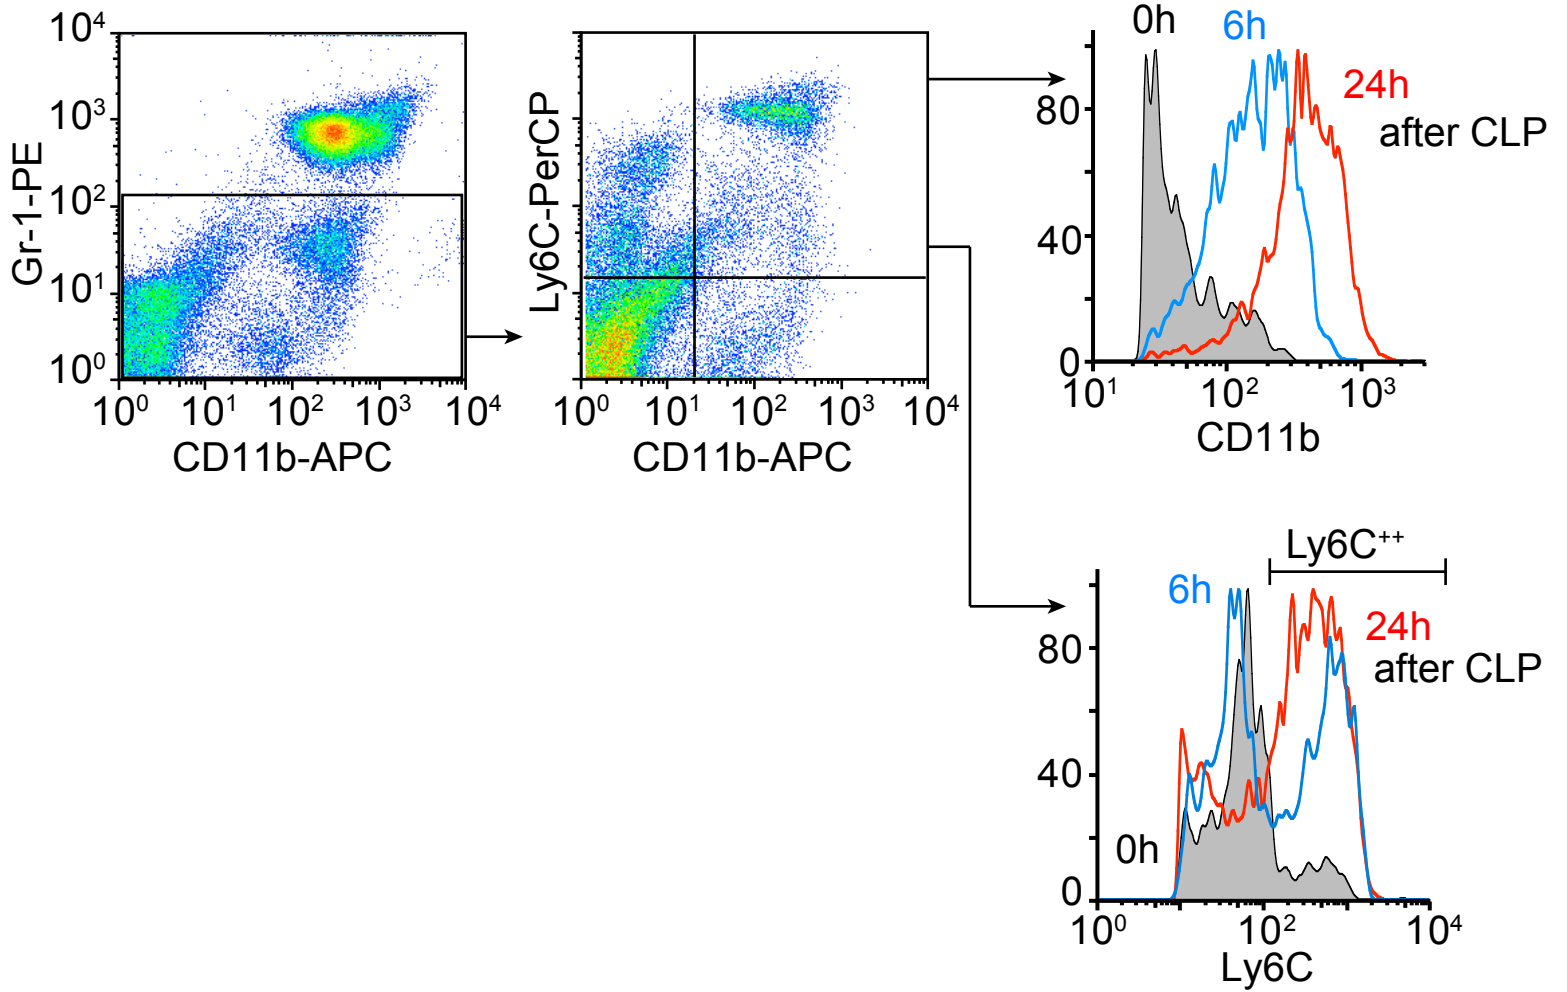 Gr-1-PE
10⁴
10³
10²
10¹
10⁰
10⁰ 10¹ 10² 10³ 10⁴
CD11b-APC
Ly6C-PerCP
10⁰ 10¹ 10² 10³ 10⁴
CD11b-APC
0h 6h
24h
after CLP
80
40
0
10¹ 10² 10³
CD11b
Ly6C⁺⁺
6h
24h
after CLP
80
40
0h
0
10⁰ 10² 10⁴
Ly6C